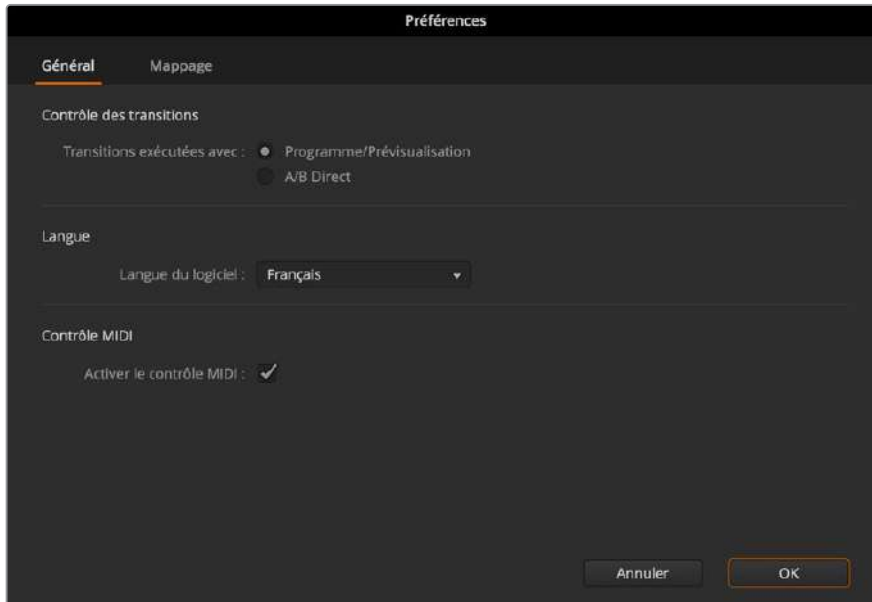 Préférences
Général Mappage
Contrôle des transitions
Transitions exécutées avec : Programme/Prévisualisation
A/B Direct
Langue
Langue du logiciel : Français
Contrôle MIDI
Activer le contrôle MIDI :
Annuler OK